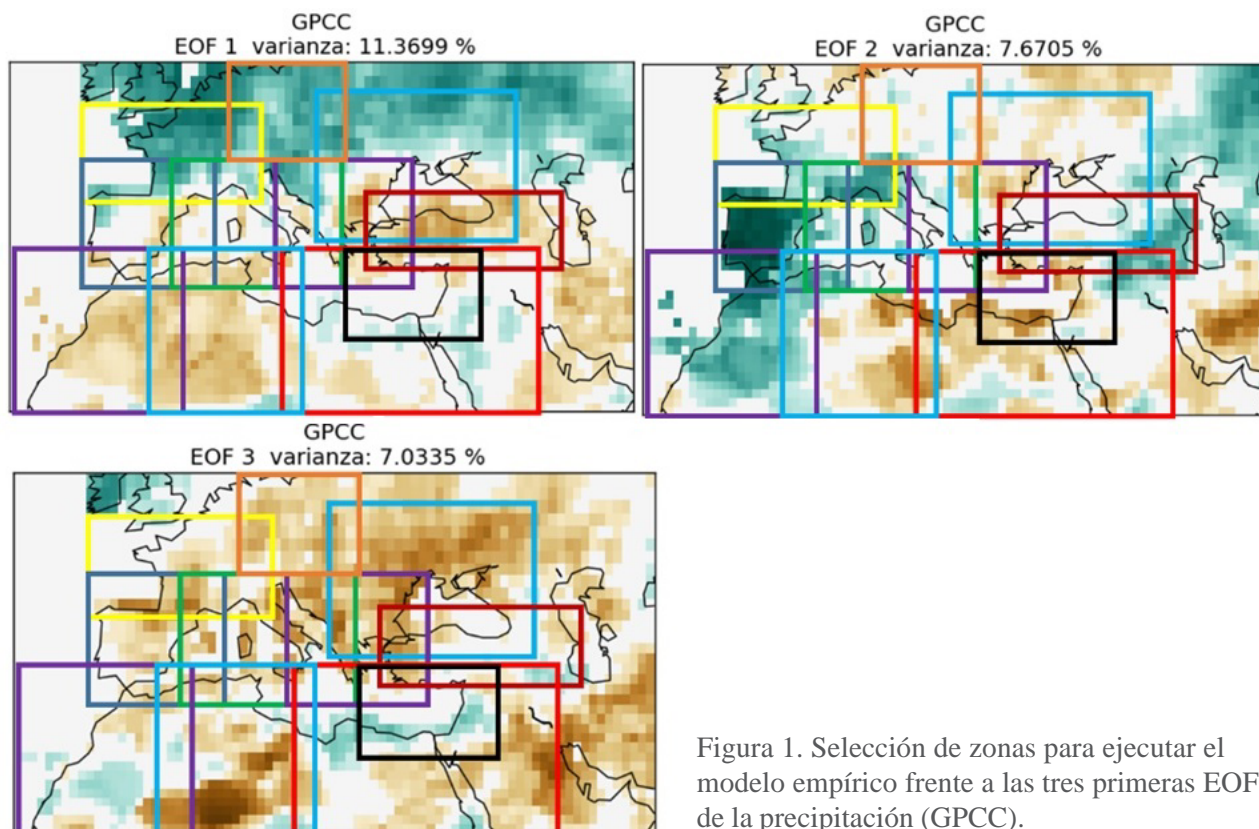 GPCC
EOF 1 varianza: 11.3699 %
GPCC
EOF 2 varianza: 7.6705 %
GPCC
EOF 3 varianza: 7.0335 %
Figura 1. Selección de zonas para ejecutar el
modelo empírico frente a las tres primeras EOF
de la precipitación (GPCC).